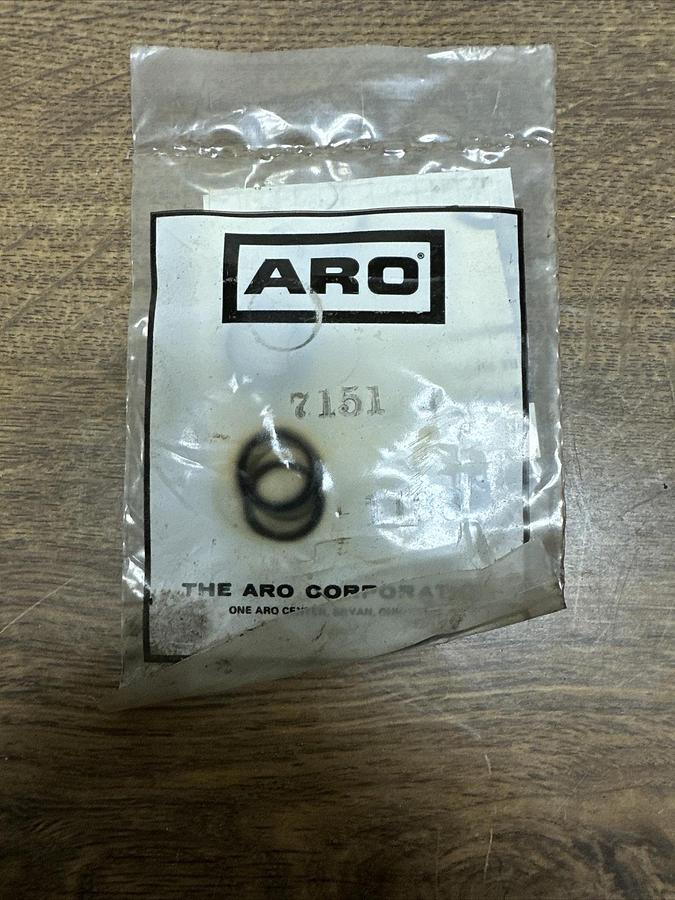 ARO®
7151
THE ARO CORPORAT
ONE ARO CENTER, BRYAN,